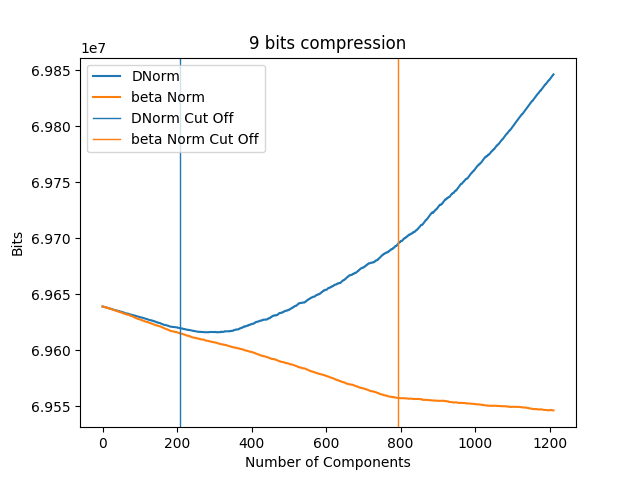 9 bits compression
1e7
DNorm
beta Norm
DNorm Cut Off
beta Norm Cut Off
6.985
6.980
6.975
6.970
6.965
6.960
6.955
Bits
0 200 400 600 800 1000 1200
Number of Components